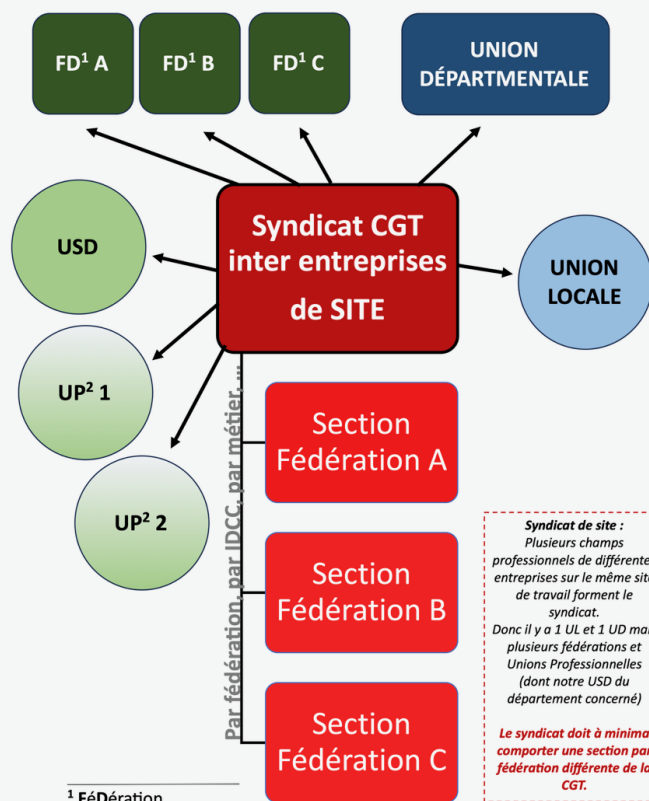 FD¹ A
FD¹ B
FD¹ C
UNION
DÉPARTMENTALE
Syndicat CGT
inter entreprises
de SITE
USD
UNION
LOCALE
UP² 1
UP² 2
Par fédération, par IDCC, par métier, ...
Section
Fédération A
Section
Fédération B
Section
Fédération C
Syndicat de site :
Plusieurs champs
professionnels de différente
entreprises sur le même site
de travail forment le
syndicat.
Donc il y a 1 UL et 1 UD mai
plusieurs fédérations et
Unions Professionnelles
(dont notre USD du
département concerné)
Le syndicat doit à minima
comporter une section par
fédération différente de la
CGT.
¹ FéDération